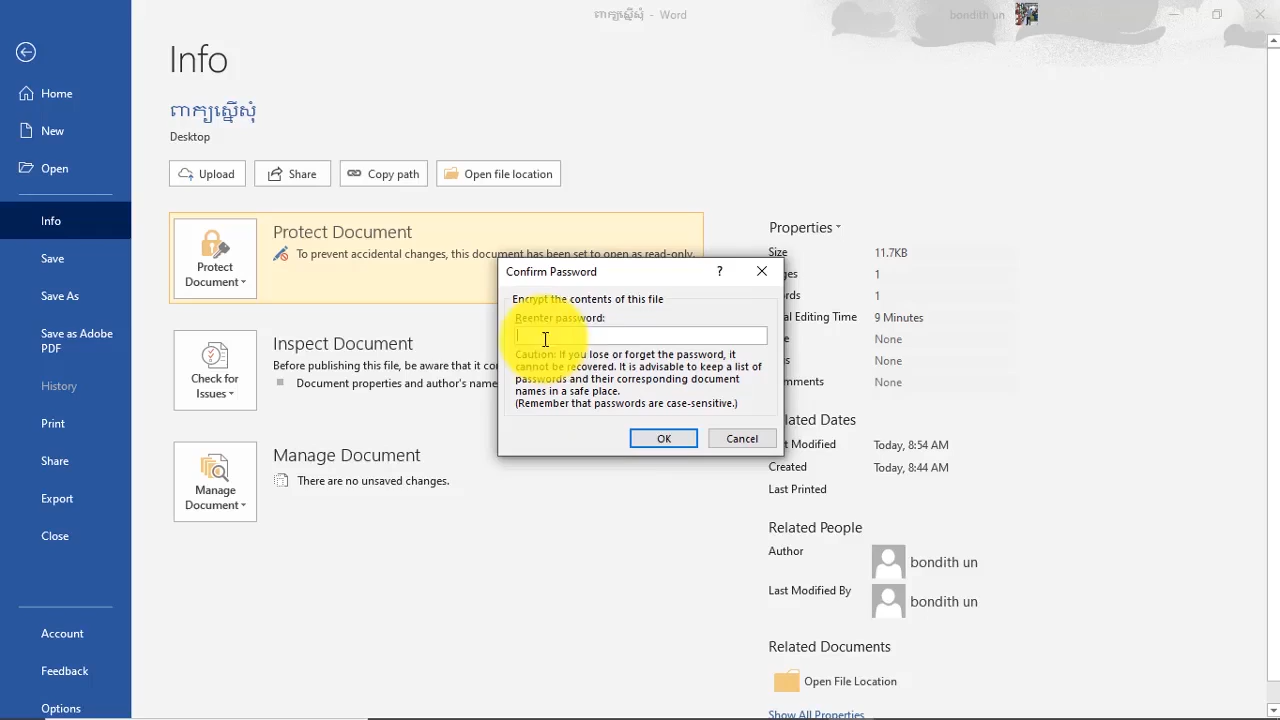 ពាក្យស្នើសុំ - Word
bondith un
Info
ពាក្យស្នើសុំ
Desktop
Home
New
Open
Info
Save
Save As
Save as Adobe
PDF
History
Print
Share
Export
Close
Account
Feedback
Options
Upload
Share
Copy path
Open file location
Protect
Document
Protect Document
To prevent accidental changes, this document has been set to open as read-only.
Check for
Issues
Inspect Document
Before publishing this file, be aware that it co
Document properties and author's name
Manage
Document
Manage Document
There are no unsaved changes.
Confirm Password
?
Encrypt the contents of this file
Reenter password:
Caution: If you lose or forget the password, it
cannot be recovered. It is advisable to keep a list of
passwords and their corresponding document
names in a safe place.
(Remember that passwords are case-sensitive.)
OK
Cancel
Properties
Size 11.7KB
ges 1
rds 1
al Editing Time 9 Minutes
e None
s None
mments None
lated Dates
t Modified Today, 8:54 AM
Created Today, 8:44 AM
Last Printed
Related People
Author bondith un
Last Modified By bondith un
Related Documents
Open File Location
Show All Properties